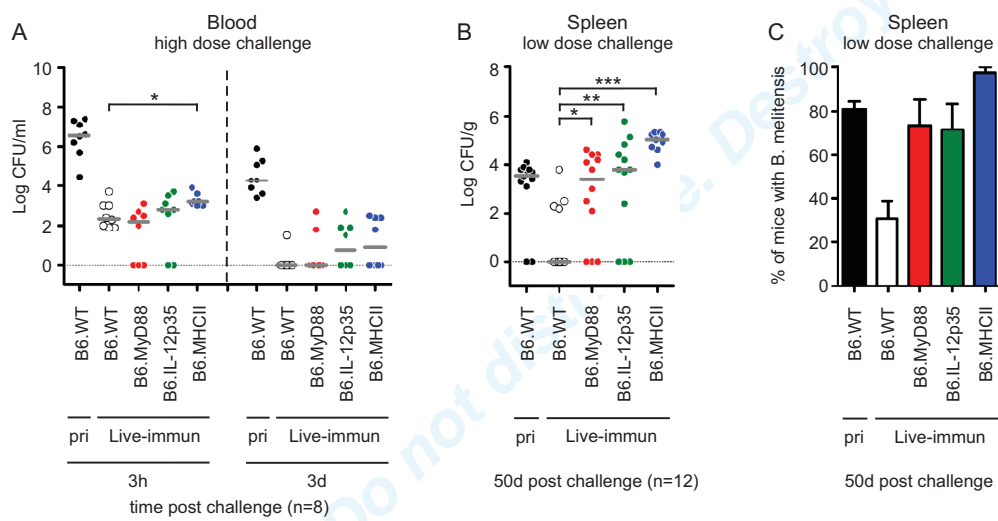 A
Blood
high dose challenge
Log CFU/ml
10
8
6
4
2
0
*
B6.WT
B6.WT
B6.MyD88
B6.IL-12p35
B6.MHCII
B6.WT
B6.WT
B6.MyD88
B6.IL-12p35
B6.MHCII
pri
Live-immun
pri
Live-immun
3h
3d
time post challenge (n=8)
B
Spleen
low dose challenge
Log CFU/g
8
6
4
2
0
***
**
*
B6.WT
B6.WT
B6.MyD88
B6.IL-12p35
B6.MHCII
pri
Live-immun
50d post challenge (n=12)
C
Spleen
low dose challenge
% of mice with B. melitensis
100
80
60
40
20
0
B6.WT
B6.WT
B6.MyD88
B6.IL-12p35
B6.MHCII
pri
Live-immun
50d post challenge
Do not distribute. Destroy